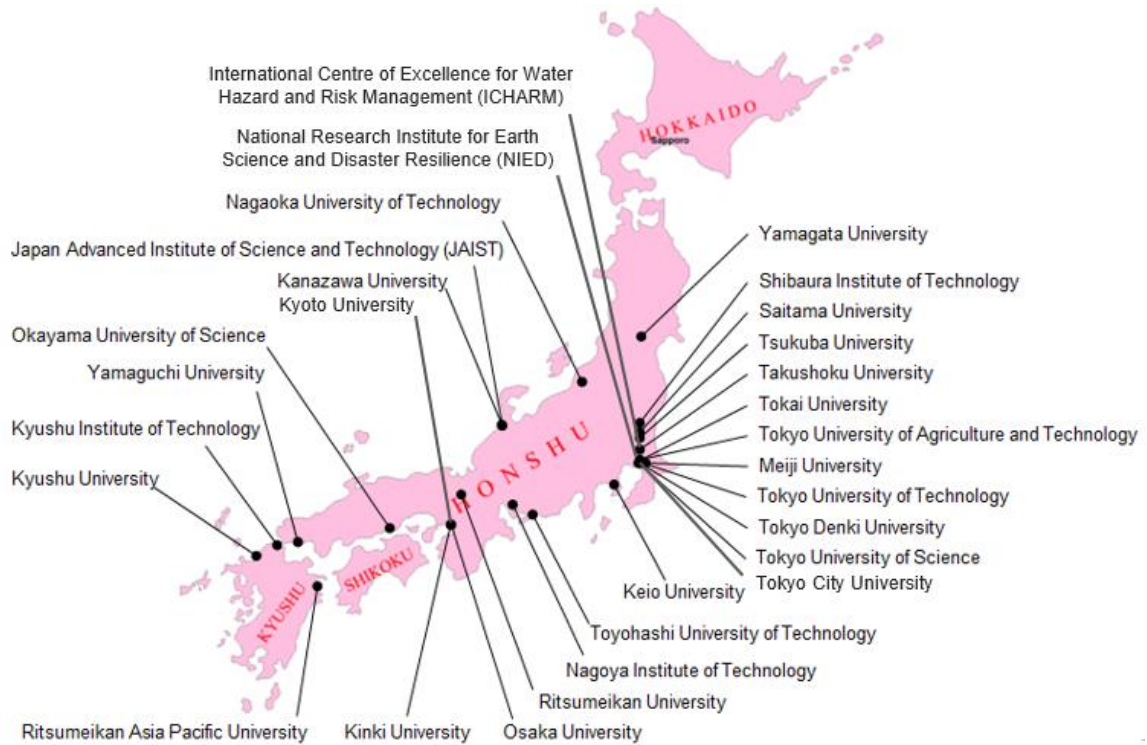 International Centre of Excellence for Water
Hazard and Risk Management (ICHARM)
HOKKAIDO
Sapporo
National Research Institute for Earth
Science and Disaster Resilience (NIED)
Nagaoka University of Technology
Yamagata University
Japan Advanced Institute of Science and Technology (JAIST)
Kanazawa University
Kyoto University
Shibaura Institute of Technology
Saitama University
Okayama University of Science
Tsukuba University
Yamaguchi University
Takushoku University
Tokai University
Kyushu Institute of Technology
Tokyo University of Agriculture and Technology
Kyushu University
Meiji University
HONSHU
Tokyo University of Technology
Tokyo Denki University
Tokyo University of Science
SHIKOKU
Tokyo City University
Keio University
KYUSHU
Toyohashi University of Technology
Nagoya Institute of Technology
Ritsumeikan University
Ritsumeikan Asia Pacific University
Kinki University
Osaka University